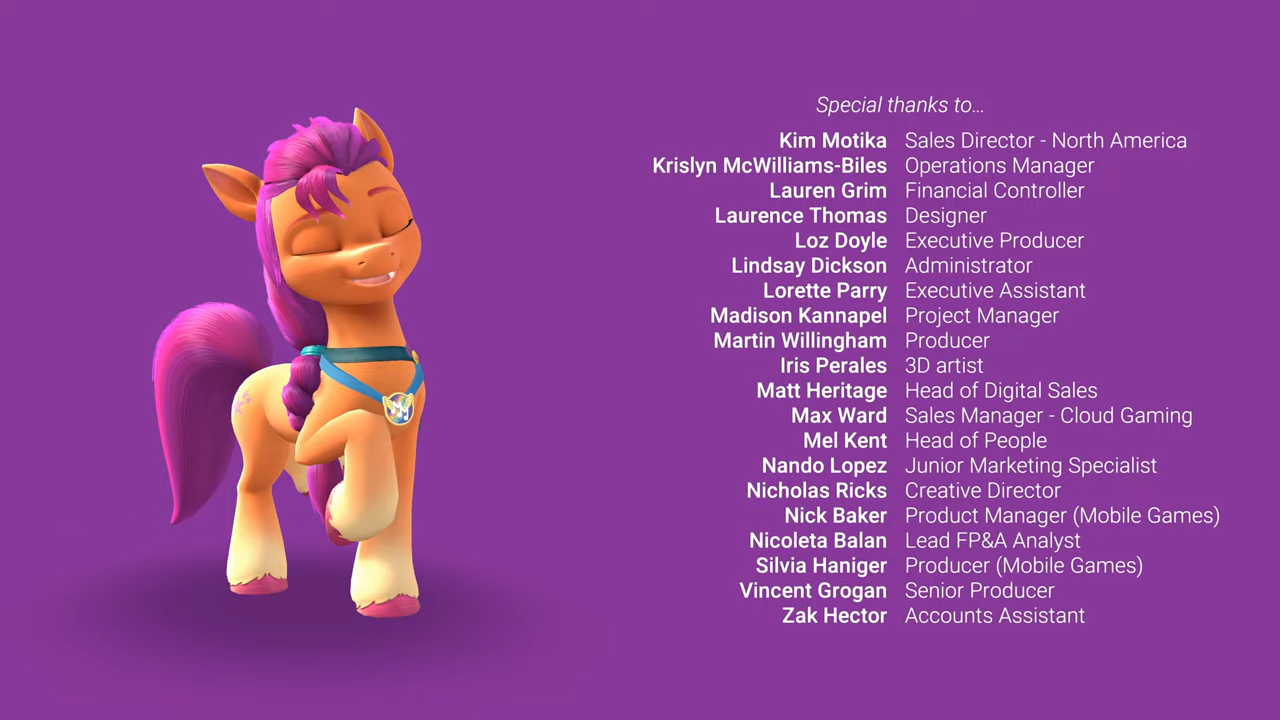 Special thanks to...
Kim Motika Sales Director - North America
Krislyn McWilliams-Biles Operations Manager
Lauren Grim Financial Controller
Laurence Thomas Designer
Loz Doyle Executive Producer
Lindsay Dickson Administrator
Lorette Parry Executive Assistant
Madison Kannapel Project Manager
Martin Willingham Producer
Iris Perales 3D artist
Matt Heritage Head of Digital Sales
Max Ward Sales Manager - Cloud Gaming
Mel Kent Head of People
Nando Lopez Junior Marketing Specialist
Nicholas Ricks Creative Director
Nick Baker Product Manager (Mobile Games)
Nicoleta Balan Lead FP&A Analyst
Silvia Haniger Producer (Mobile Games)
Vincent Grogan Senior Producer
Zak Hector Accounts Assistant